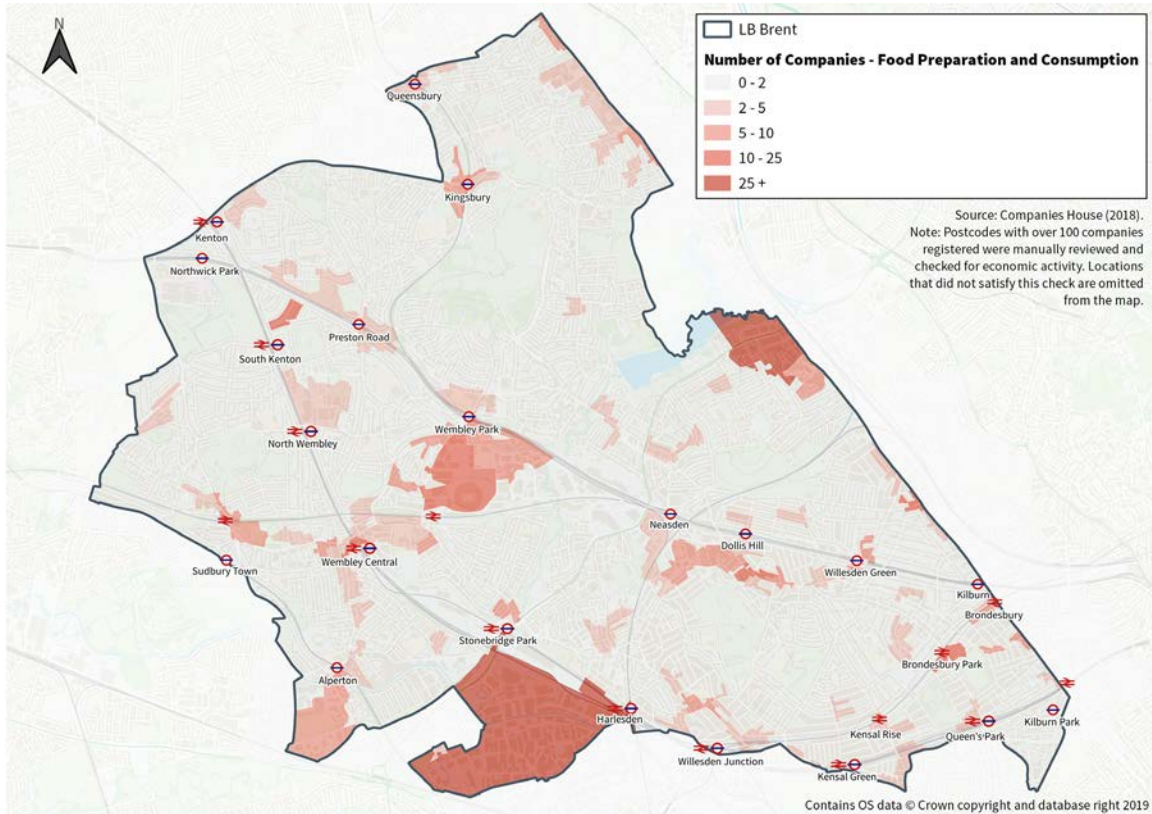 N
LB Brent
Number of Companies - Food Preparation and Consumption
0 - 2
2 - 5
5 - 10
10 - 25
25 +
Source: Companies House (2018).
Note: Postcodes with over 100 companies
registered were manually reviewed and
checked for economic activity. Locations
that did not satisfy this check are omitted
from the map.
Queensbury
Kingsbury
Kenton
Northwick Park
Preston Road
South Kenton
Wembley Park
North Wembley
Neasden
Dollis Hill
Wembley Central
Sudbury Town
Willesden Green
Kilburn
Brondesbury
Stonebridge Park
Brondesbury Park
Alperton
Harlesden
Kilburn Park
Kensal Rise
Queen's Park
Willesden Junction
Kensal Green
Contains OS data © Crown copyright and database right 2019